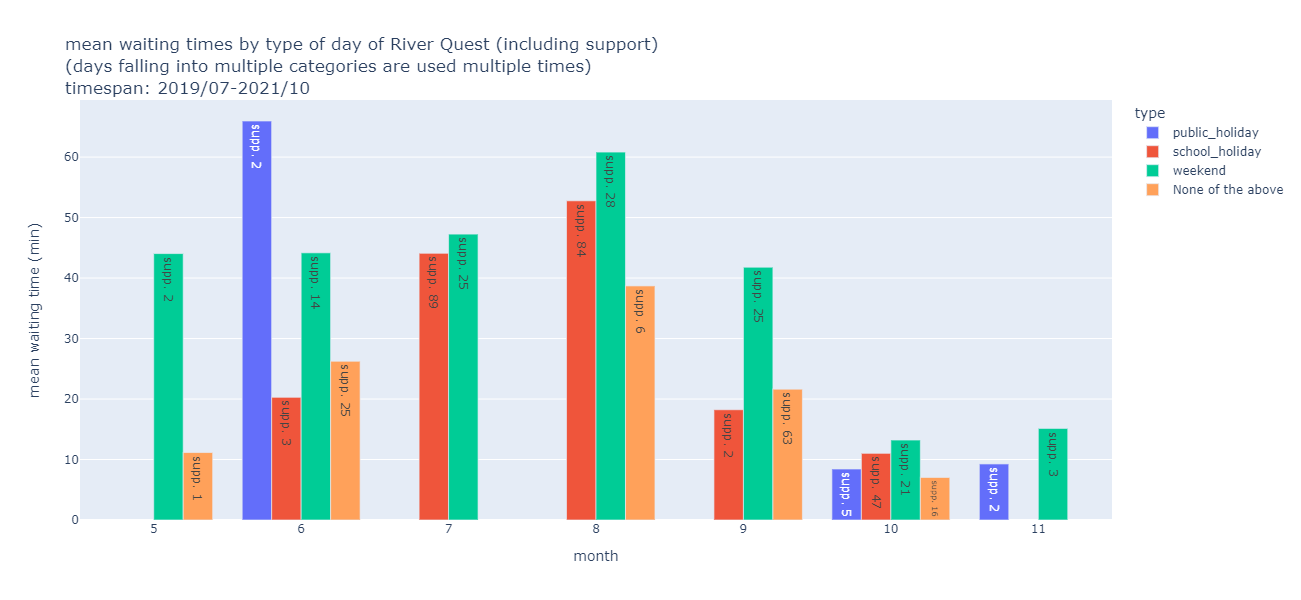 mean waiting times by type of day of River Quest (including support)
(days falling into multiple categories are used multiple times)
timespan: 2019/07-2021/10
type
public_holiday
school_holiday
weekend
None of the above
mean waiting time (min)
60
50
40
30
20
10
0
supp. 2
supp. 1
supp. 2
supp. 3
supp. 14
supp. 25
supp. 89
supp. 25
supp. 84
supp. 28
supp. 6
supp. 2
supp. 25
supp. 63
supp. 5
supp. 47
supp. 21
supp. 16
supp. 2
supp. 3
5
6
7
8
9
10
11
month